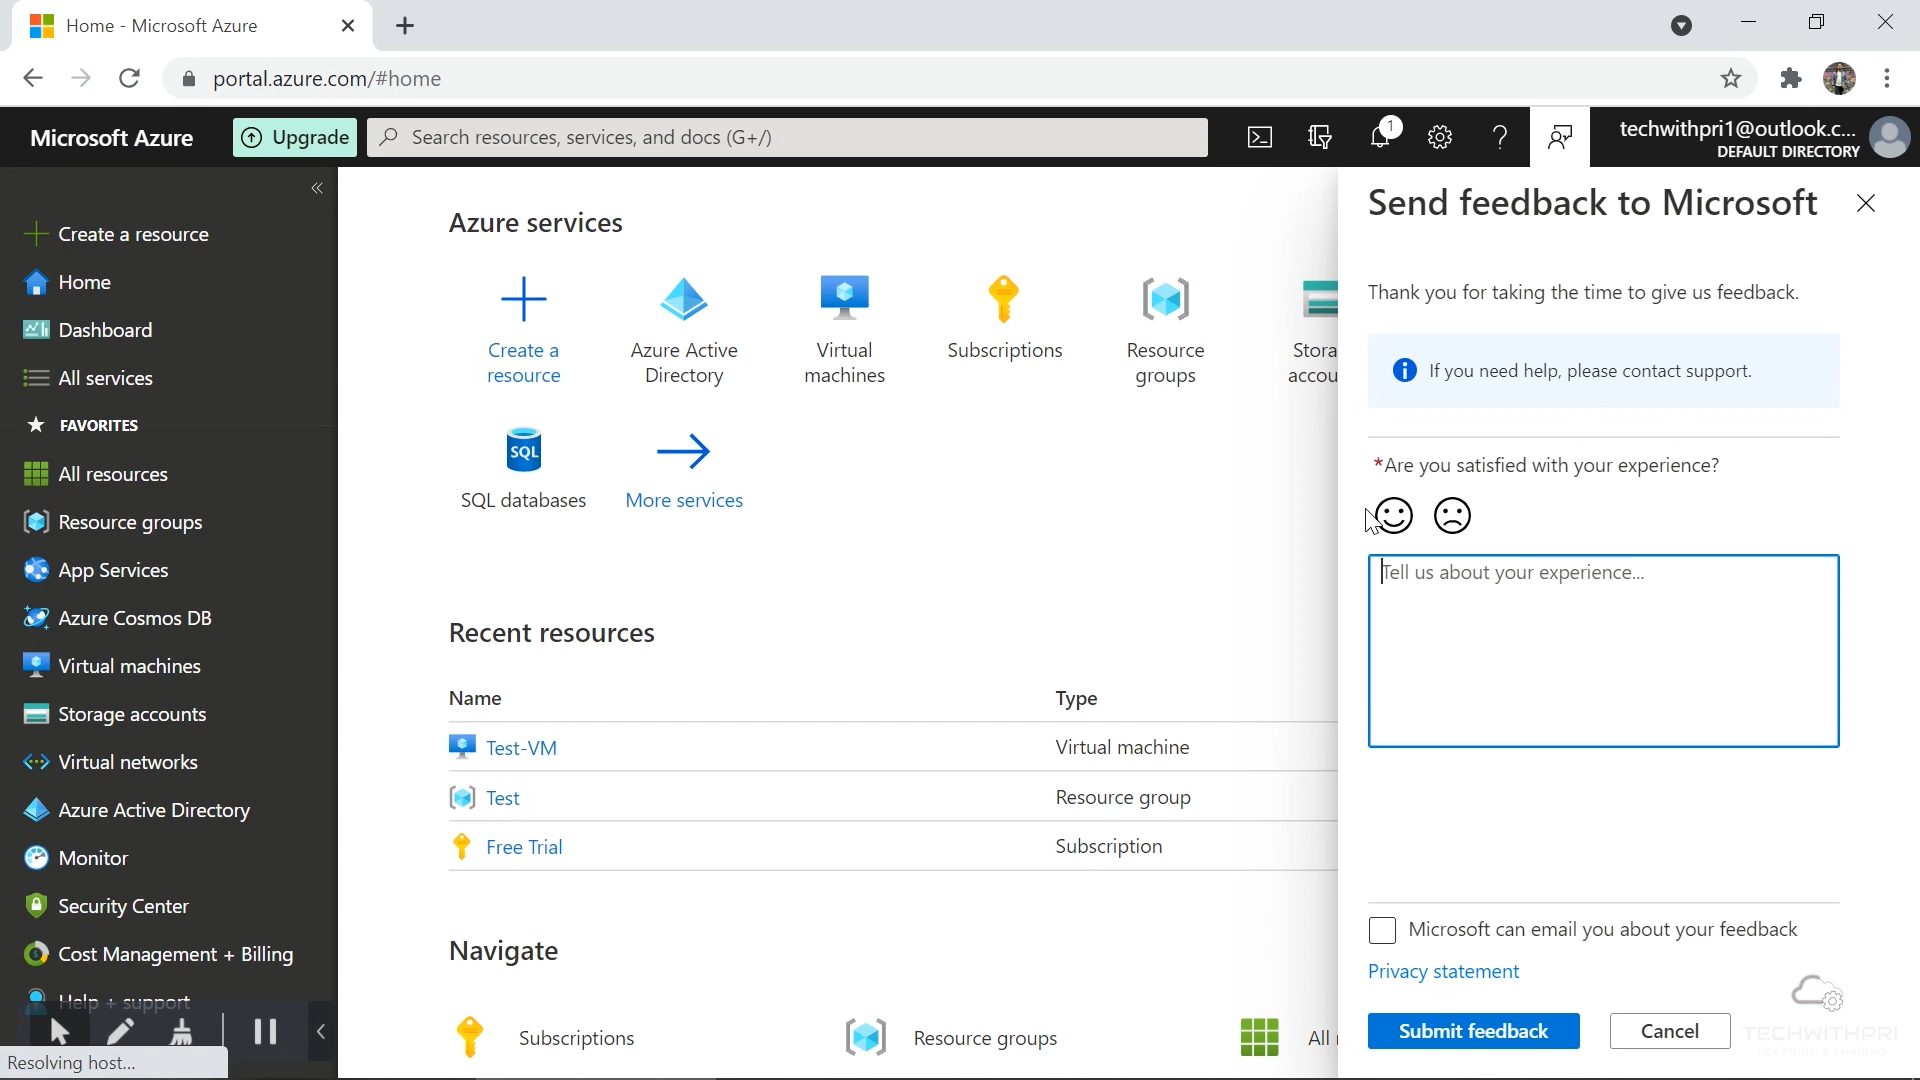 Home - Microsoft Azure
portal.azure.com/#home
Microsoft Azure
Upgrade
Search resources, services, and docs (G+/)
1
techwithpri1@outlook.c...
DEFAULT DIRECTORY
Create a resource
Home
Dashboard
All services
FAVORITES
All resources
Resource groups
App Services
Azure Cosmos DB
Virtual machines
Storage accounts
Virtual networks
Azure Active Directory
Monitor
Security Center
Cost Management + Billing
Help + support
Resolving host...
Azure services
Create a
resource
Azure Active
Directory
Virtual
machines
Subscriptions
Resource
groups
Stora
accou
SQL
SQL databases
More services
Recent resources
Name Type
Test-VM Virtual machine
Test Resource group
Free Trial Subscription
Navigate
Subscriptions
Resource groups
All
Send feedback to Microsoft
Thank you for taking the time to give us feedback.
If you need help, please contact support.
*Are you satisfied with your experience?
Tell us about your experience...
Microsoft can email you about your feedback
Privacy statement
Submit feedback
Cancel
TECHWITHPRI
LEARNING & SHARING